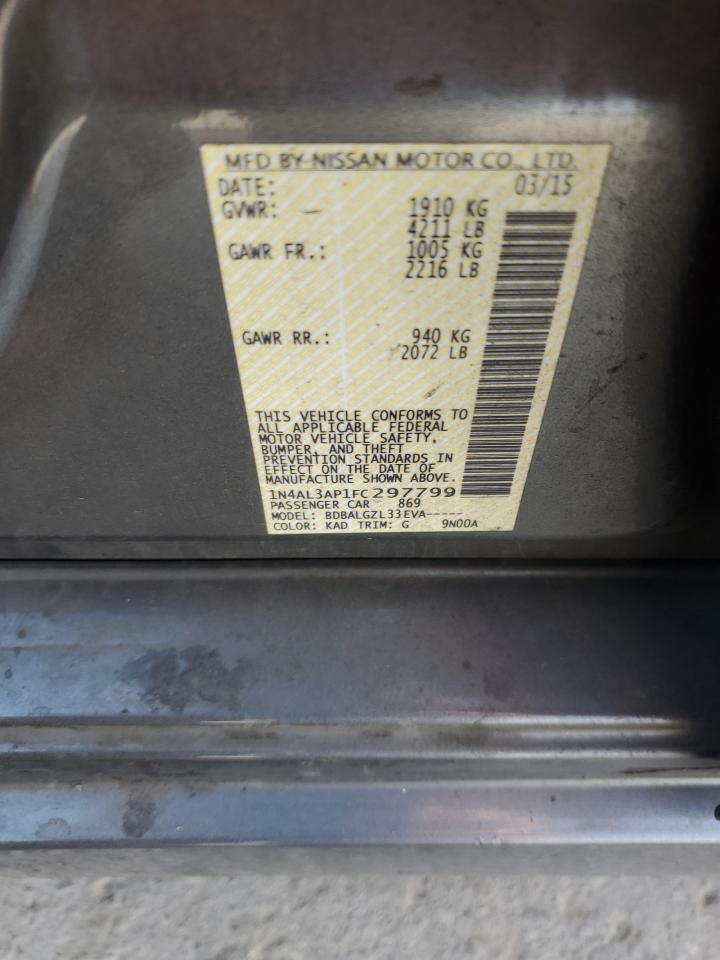 MFD BY NISSAN MOTOR CO., LTD.
DATE: 03/15
GVWR: 1910 KG
4211 LB
GAWR FR.: 1005 KG
2216 LB
GAWR RR.: 940 KG
2072 LB
THIS VEHICLE CONFORMS TO
ALL APPLICABLE FEDERAL
MOTOR VEHICLE SAFETY,
BUMPER, AND THEFT
PREVENTION STANDARDS IN
EFFECT ON THE DATE OF
MANUFACTURE SHOWN ABOVE.
1N4AL3AP1FC297799
PASSENGER CAR 869
MODEL: BDBALGZL33EVA-----
COLOR: KAD TRIM: G 9N00A